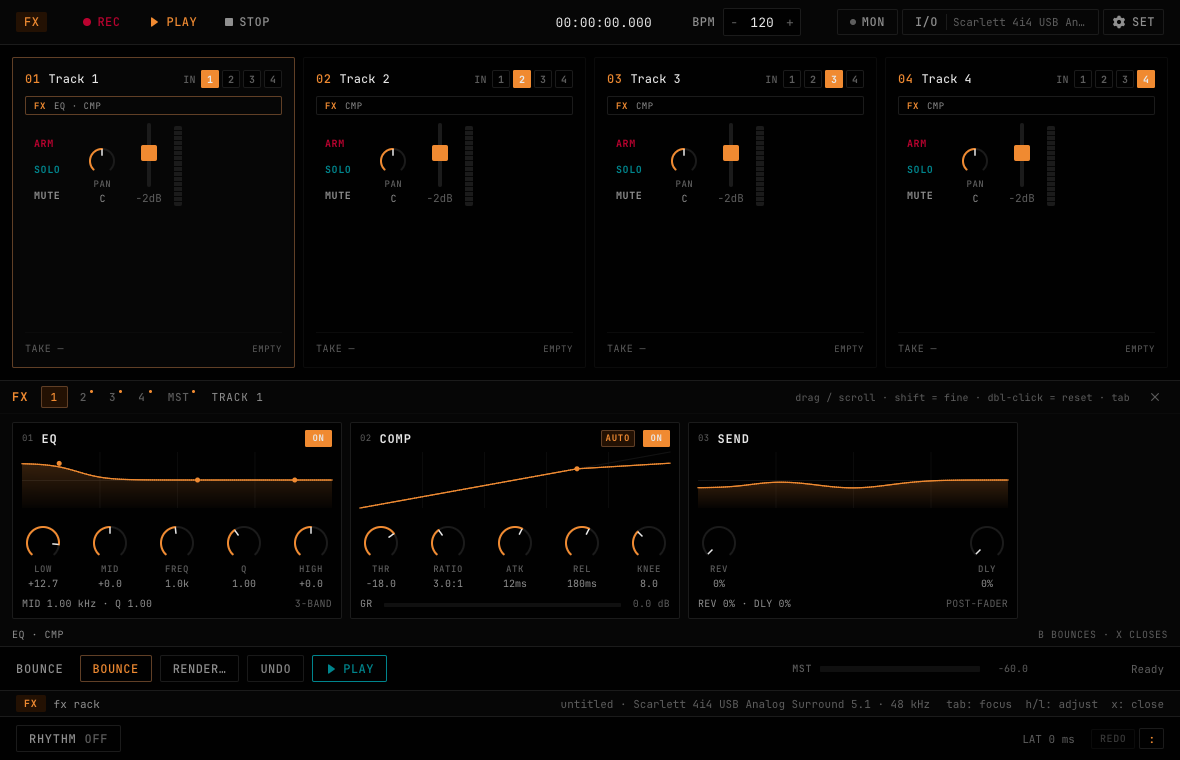 FX REC PLAY STOP 00:00:00.000 BPM - 120 + MON I/O Scarlett 4i4 USB An… SET
01 Track 1 IN 1 2 3 4
FX EQ · CMP
ARM
SOLO
MUTE
PAN
C
-2dB
TAKE — EMPTY
02 Track 2 IN 1 2 3 4
FX CMP
ARM
SOLO
MUTE
PAN
C
-2dB
TAKE — EMPTY
03 Track 3 IN 1 2 3 4
FX CMP
ARM
SOLO
MUTE
PAN
C
-2dB
TAKE — EMPTY
04 Track 4 IN 1 2 3 4
FX CMP
ARM
SOLO
MUTE
PAN
C
-2dB
TAKE — EMPTY
FX 1 2 3 4 MST TRACK 1 drag / scroll · shift = fine · dbl-click = reset · tab ×
01 EQ ON
LOW MID FREQ Q HIGH
+12.7 +0.0 1.0k 1.00 +0.0
MID 1.00 kHz · Q 1.00 3-BAND
02 COMP AUTO ON
THR RATIO ATK REL KNEE
-18.0 3.0:1 12ms 180ms 8.0
GR 0.0 dB
03 SEND
REV DLY
0% 0%
REV 0% · DLY 0% POST-FADER
EQ · CMP B BOUNCES · X CLOSES
BOUNCE BOUNCE RENDER… UNDO PLAY MST -60.0 Ready
FX fx rack untitled · Scarlett 4i4 USB Analog Surround 5.1 · 48 kHz tab: focus h/l: adjust x: close
RHYTHM OFF LAT 0 ms REDO :